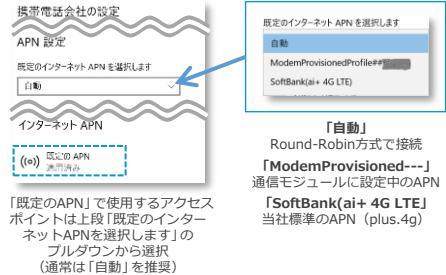 携帯電話会社の設定
APN 設定
既定のインターネット APN を選択します
自動
インターネット APN
既定の APN
適用済み
「既定のAPN」で使用するアクセス
ポイントは上段「既定のインター
ネットAPNを選択します」の
プルダウンから選択
（通常は「自動」を推奨）
既定のインターネット APN を選択します
自動
ModemProvisionedProfile##
SoftBank(ai+ 4G LTE)
「自動」
Round-Robin方式で接続
「ModemProvisioned---」
通信モジュールに設定中のAPN
「SoftBank(ai+ 4G LTE」
当社標準のAPN（plus.4g）